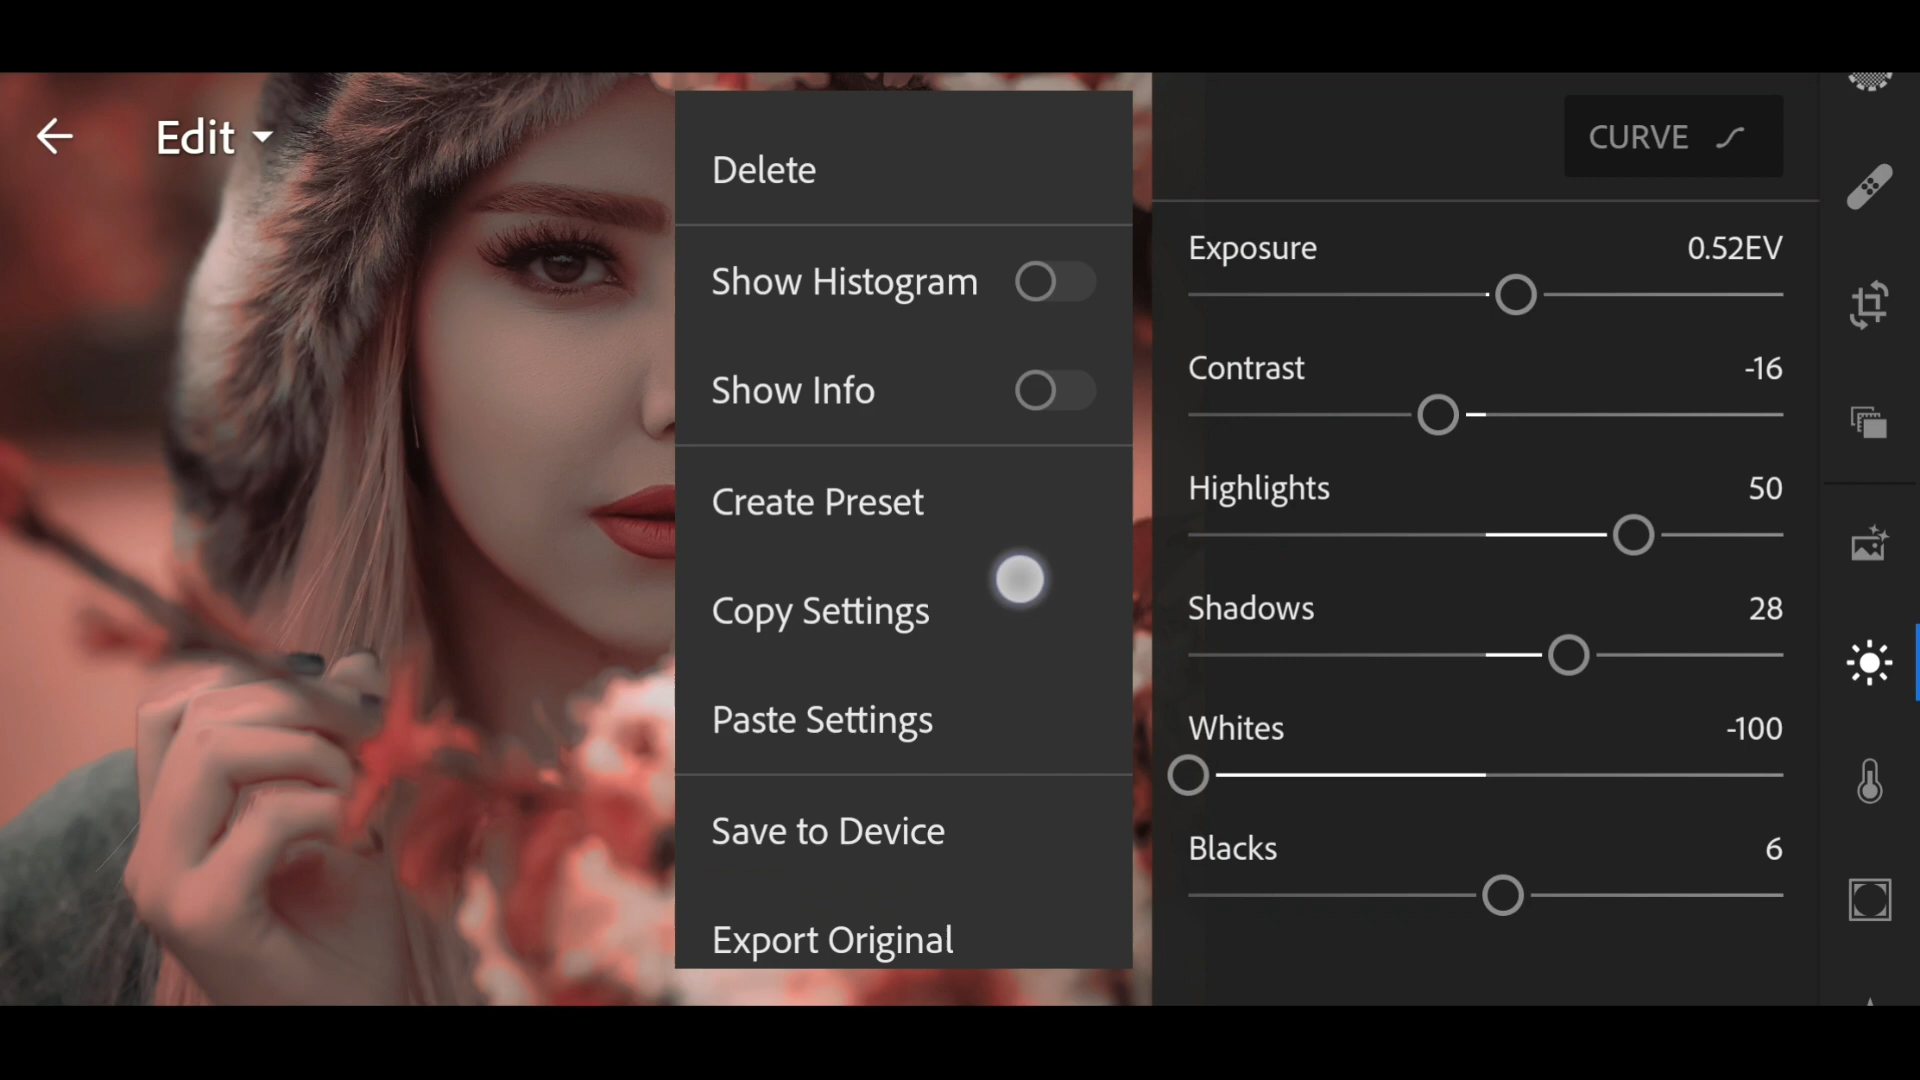 Edit
Delete
Show Histogram
Show Info
Create Preset
Copy Settings
Paste Settings
Save to Device
Export Original
CURVE
Exposure 0.52EV
Contrast -16
Highlights 50
Shadows 28
Whites -100
Blacks 6